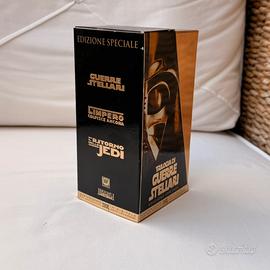 EDIZIONE SPECIALE
GUERRE
STELLARI
L'IMPERO
COLPISCE ANCORA
IL RITORNO
DELLO
JEDI
TRILOGIA DI
GUERRE
STELLARI